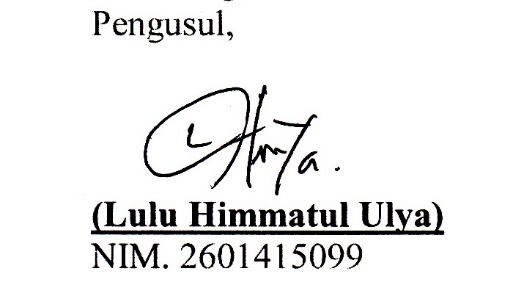 Pengusul,
(Lulu Himmatul Ulya)
NIM. 2601415099